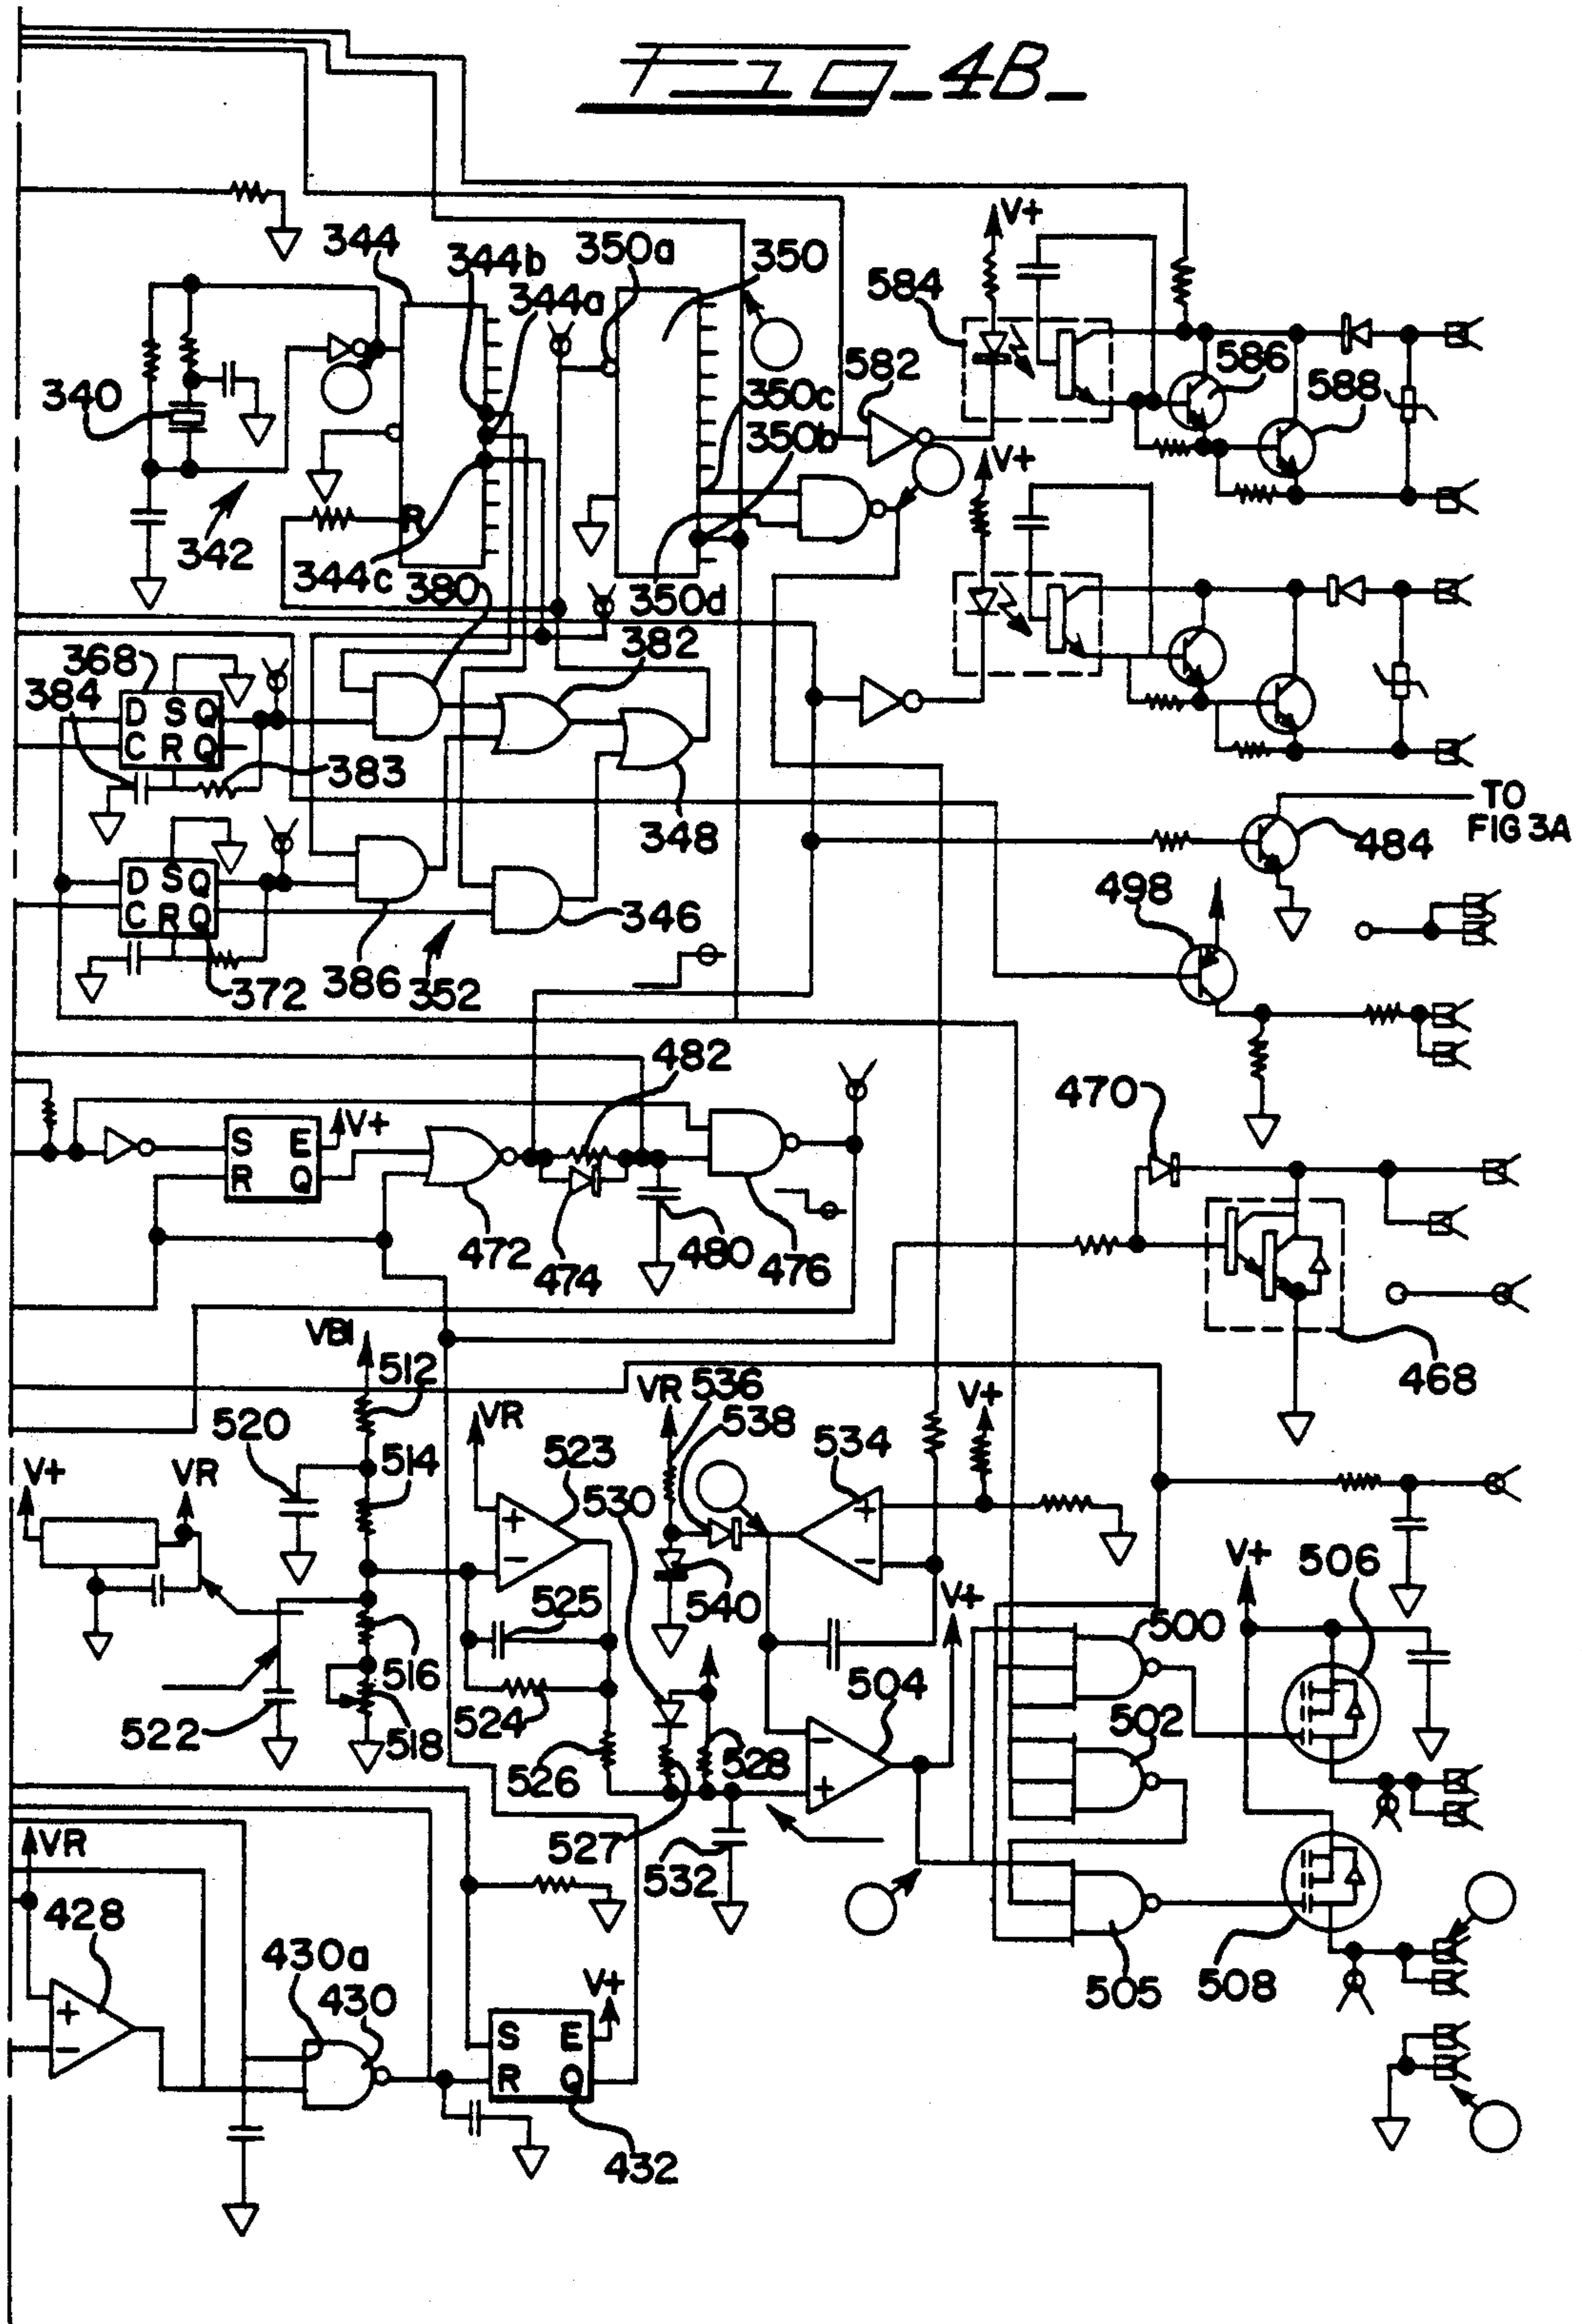 Fig_4B_
344
344b
344a
350a
350
V+
584
582
586
588
340
350c
350b
V+
342
R
344c
380
350d
382
368
384
D S Q
C R Q
383
348
TO
FIG 3A
484
498
D S Q
C R Q
346
372
386
352
482
470
V+
S E
R Q
472
474
480
476
468
VB1
512
520
514
VR
523
VR
536
538
V+
534
V+
VR
530
+
-
+
-
V+
506
525
540
V+
500
516
518
522
524
504
502
526
528
-
+
527
532
VR
428
430a
430
V+
505
508
+
-
S E
R Q
432